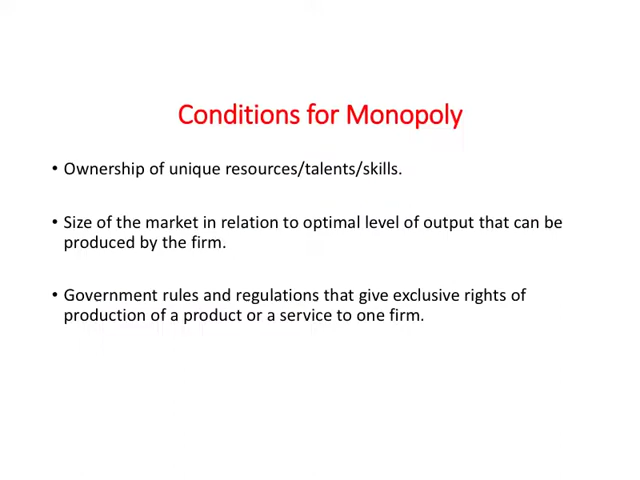 Conditions for Monopoly
• Ownership of unique resources/talents/skills.
• Size of the market in relation to optimal level of output that can be
produced by the firm.
• Government rules and regulations that give exclusive rights of
production of a product or a service to one firm.